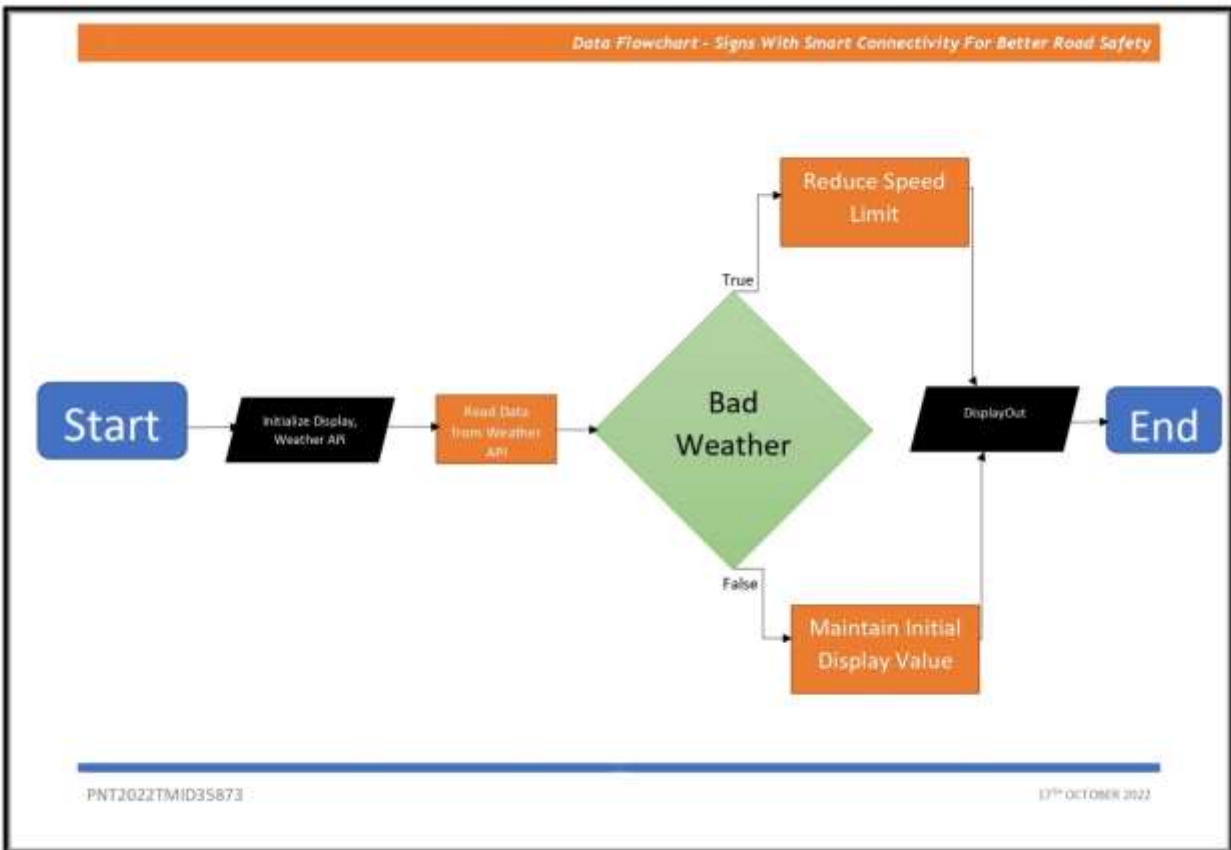 Data Flowchart - Signs With Smart Connectivity For Better Road Safety
Start
Initialize Display,
Weather API
Read Data
from Weather
API
Bad
Weather
True
Reduce Speed
Limit
False
Maintain Initial
Display Value
DisplayOut
End
PNT2022TMID35873
17TH OCTOBER 2022